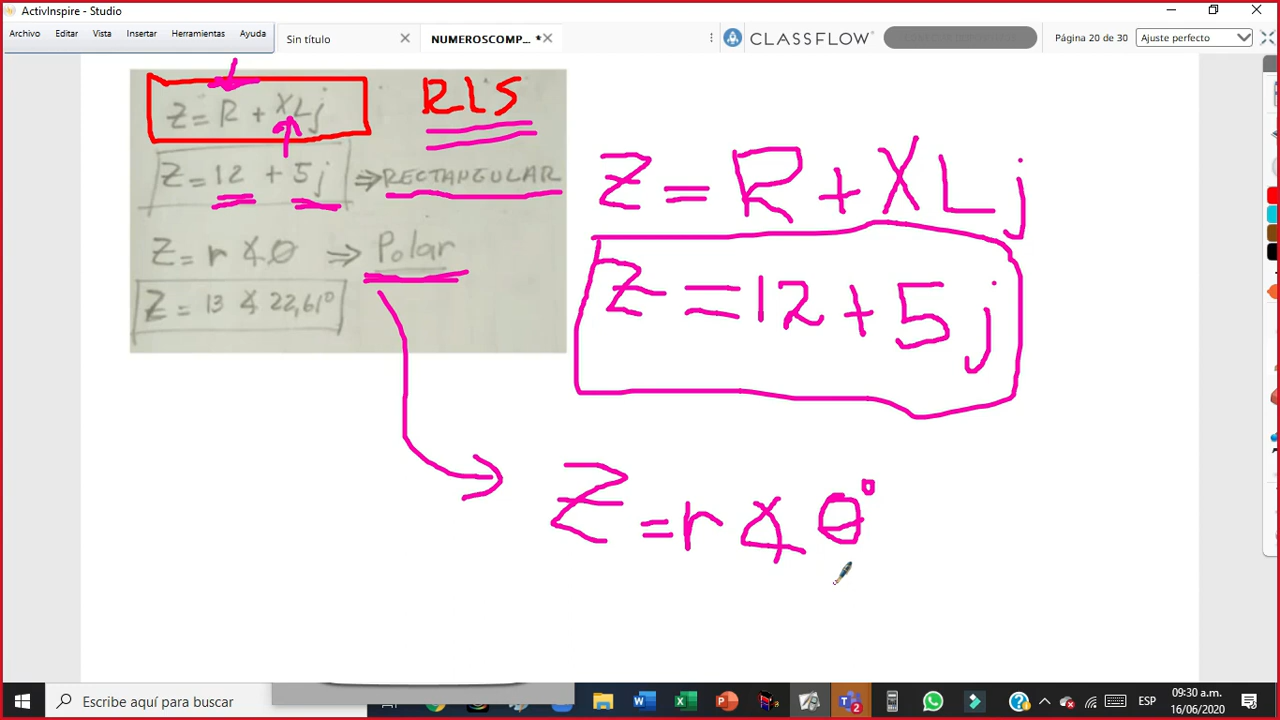 ActivInspire - Studio
Archivo Editar Vista Insertar Herramientas Ayuda
Sin título
NUMEROSCOMP... *
CLASSFLOW
Página 20 de 30
Ajuste perfecto
Z = R + XLj
RLS
Z = 12 + 5j ⇒ RECTANGULAR
Z = r ∡ θ ⇒ Polar
Z = 13 ∡ 22,61°
Z = R + XLj
Z = 12 + 5j
Z = r ∡ θ°
Escribe aquí para buscar
2
ESP
09:30 a.m.
16/06/2020